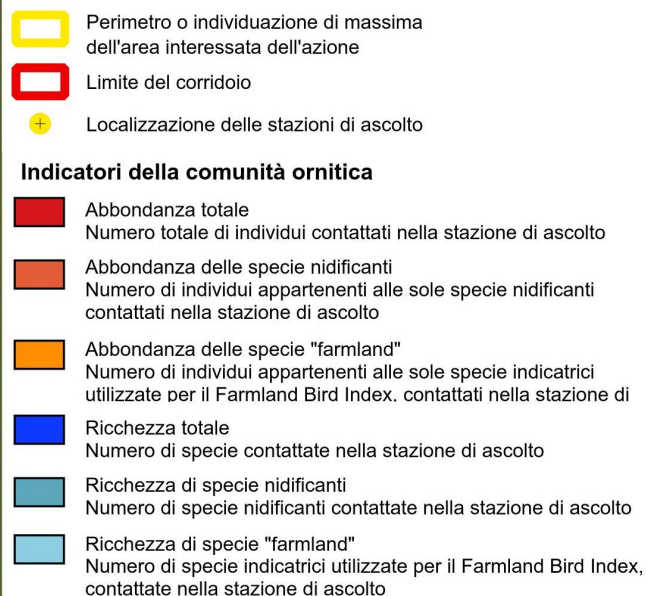 Perimetro o individuazione di massima
dell'area interessata dell'azione
Limite del corridoio
Localizzazione delle stazioni di ascolto
Indicatori della comunità ornitica
Abbondanza totale
Numero totale di individui contattati nella stazione di ascolto
Abbondanza delle specie nidificanti
Numero di individui appartenenti alle sole specie nidificanti
contattati nella stazione di ascolto
Abbondanza delle specie "farmland"
Numero di individui appartenenti alle sole specie indicatrici
utilizzate per il Farmland Bird Index, contattati nella stazione di
Ricchezza totale
Numero di specie contattate nella stazione di ascolto
Ricchezza di specie nidificanti
Numero di specie nidificanti contattate nella stazione di ascolto
Ricchezza di specie "farmland"
Numero di specie indicatrici utilizzate per il Farmland Bird Index,
contattate nella stazione di ascolto